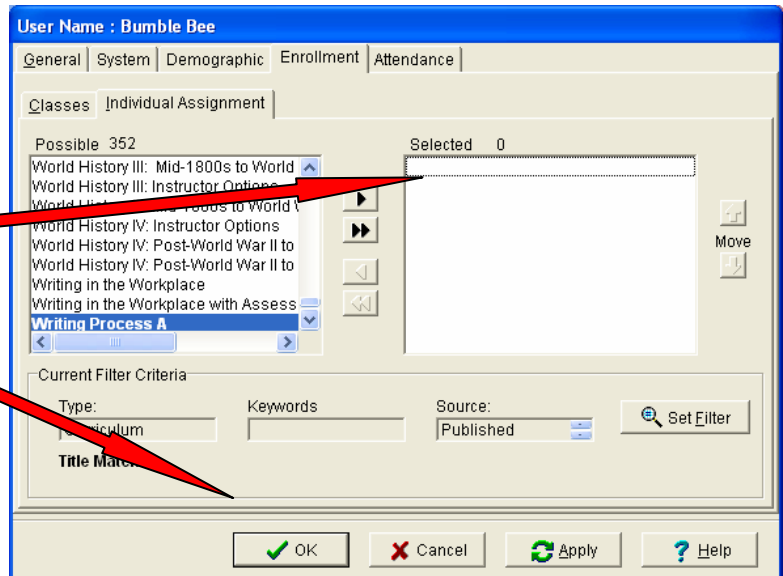 User Name : Bumble Bee
General System Demographic Enrollment Attendance
Classes Individual Assignment
Possible 352 Selected 0
World History III: Mid-1800s to World
World History III: Instructor Options
World to World
World History IV: Instructor Options
World History IV: Post-World War II to
World History IV: Post-World War II to
Writing in the Workplace
Writing in the Workplace with Assess
Writing Process A
Move
Current Filter Criteria
Type: Keywords Source:
Curriculum Published Set Filter
Title
OK Cancel Apply Help